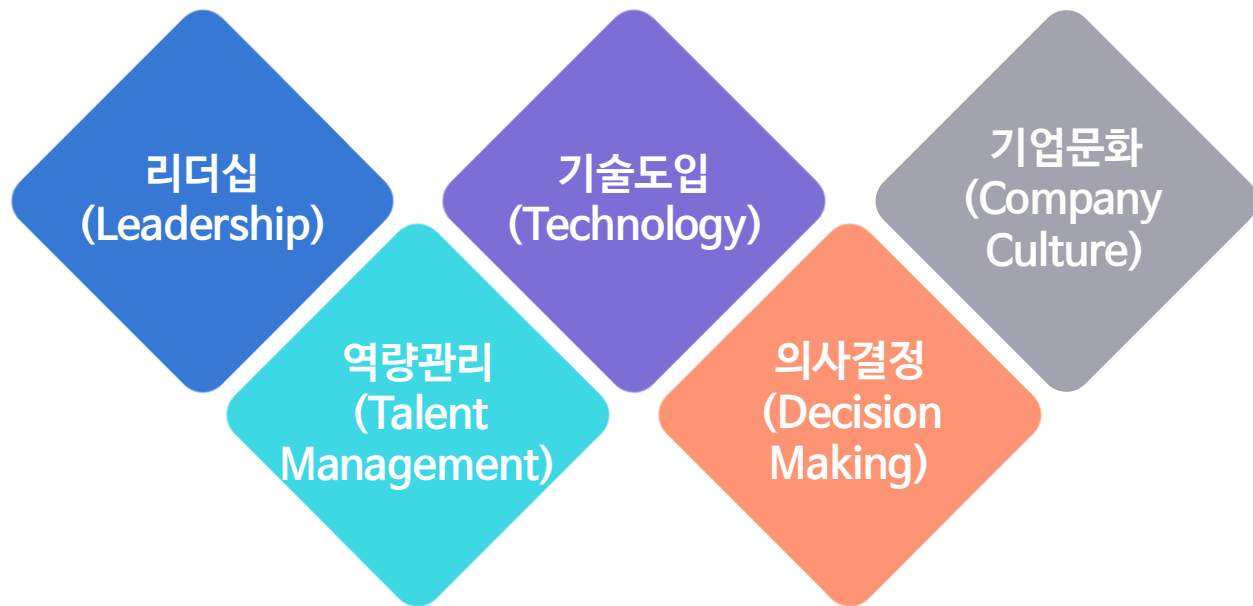 리더십
(Leadership)
역량관리
(Talent
Management)
기술도입
(Technology)
의사결정
(Decision
Making)
기업문화
(Company
Culture)